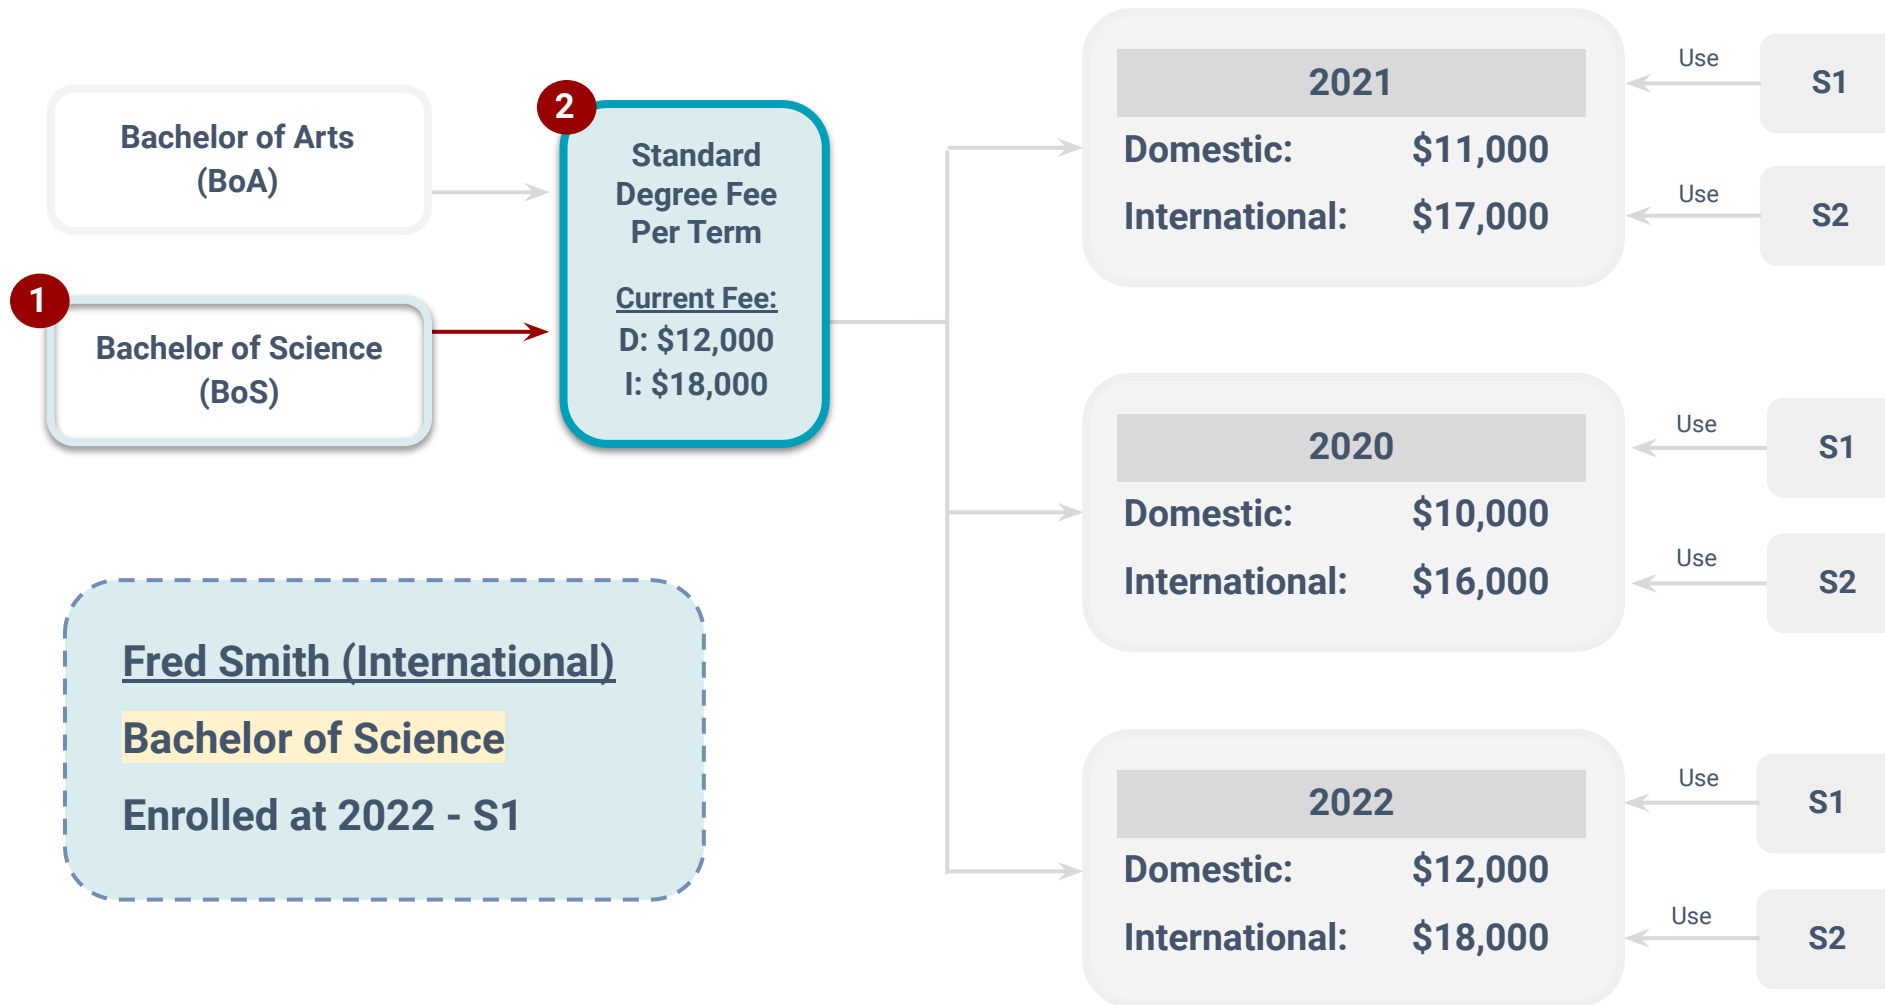 Bachelor of Arts
(BoA)
1
Bachelor of Science
(BoS)
2
Standard
Degree Fee
Per Term
Current Fee:
D: $12,000
I: $18,000
Fred Smith (International)
Bachelor of Science
Enrolled at 2022 - S1
2021
Domestic: $11,000
International: $17,000
Use
S1
Use
S2
2020
Domestic: $10,000
International: $16,000
Use
S1
Use
S2
2022
Domestic: $12,000
International: $18,000
Use
S1
Use
S2